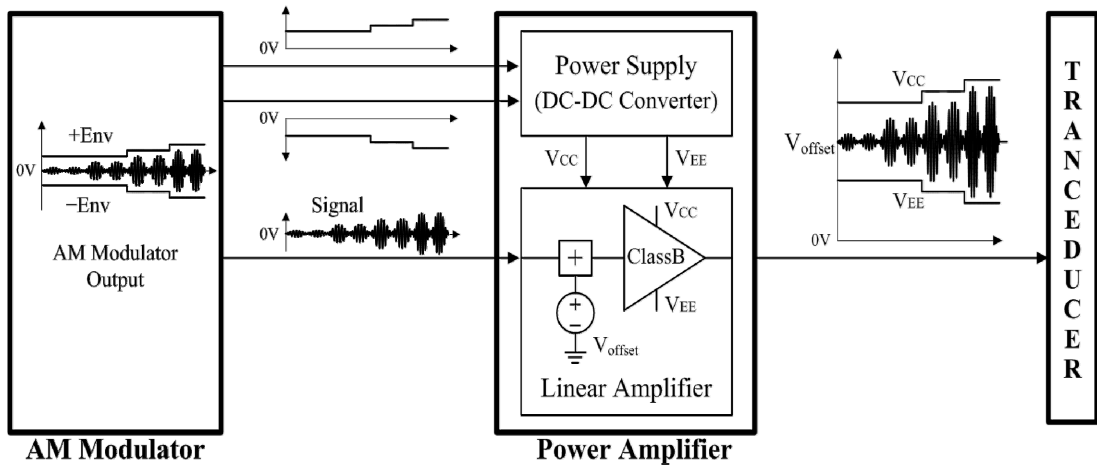 0V
+Env
−Env
AM Modulator
Output
AM Modulator
0V
0V
Signal
0V
Power Supply
(DC-DC Converter)
VCC
VEE
VCC
ClassB
VEE
+
+
−
Voffset
Linear Amplifier
Power Amplifier
VCC
Voffset
VEE
0V
TRANCEDUCER